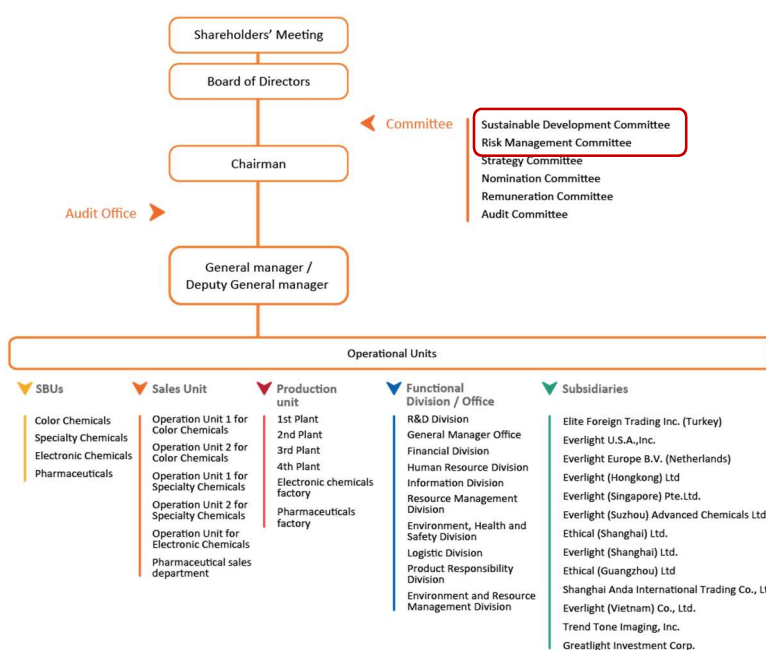 Shareholders' Meeting
Board of Directors
Committee
Sustainable Development Committee
Risk Management Committee
Strategy Committee
Nomination Committee
Remuneration Committee
Audit Committee
Chairman
Audit Office
General manager /
Deputy General manager
Operational Units
SBUs
Color Chemicals
Specialty Chemicals
Electronic Chemicals
Pharmaceuticals
Sales Unit
Operation Unit 1 for
Color Chemicals
Operation Unit 2 for
Color Chemicals
Operation Unit 1 for
Specialty Chemicals
Operation Unit 2 for
Specialty Chemicals
Operation Unit for
Electronic Chemicals
Pharmaceutical sales
department
Production
unit
1st Plant
2nd Plant
3rd Plant
4th Plant
Electronic chemicals
factory
Pharmaceuticals
factory
Functional
Division / Office
R&D Division
General Manager Office
Financial Division
Human Resource Division
Information Division
Resource Management
Division
Environment, Health and
Safety Division
Logistic Division
Product Responsibility
Division
Environment and Resource
Management Division
Subsidiaries
Elite Foreign Trading Inc. (Turkey)
Everlight U.S.A.,Inc.
Everlight Europe B.V. (Netherlands)
Everlight (Hongkong) Ltd
Everlight (Singapore) Pte.Ltd.
Everlight (Suzhou) Advanced Chemicals Ltd
Ethical (Shanghai) Ltd.
Everlight (Shanghai) Ltd.
Ethical (Guangzhou) Ltd
Shanghai Anda International Trading Co.,
Everlight (Vietnam) Co., Ltd.
Trend Tone Imaging, Inc.
Greatlight Investment Corp.